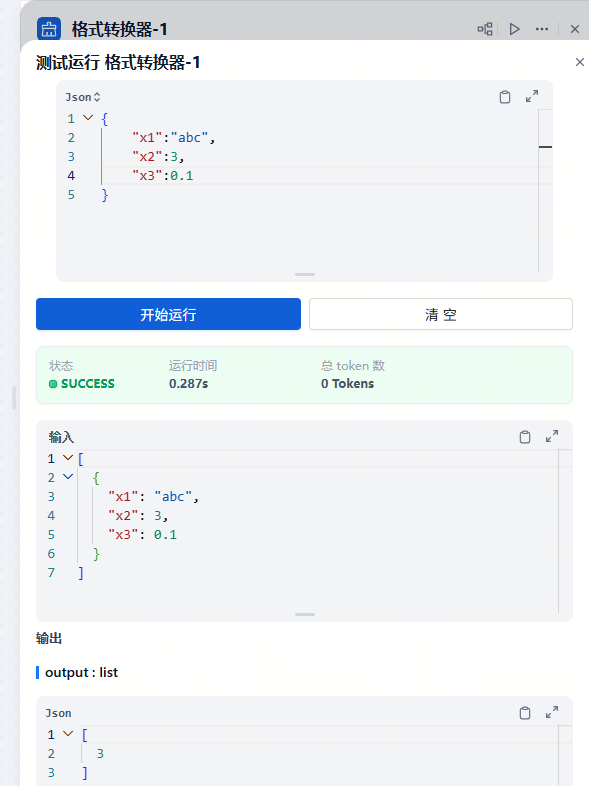 格式转换器-1
测试运行 格式转换器-1
Json
1 {
2 "x1":"abc",
3 "x2":3,
4 "x3":0.1
5 }
开始运行 清 空
状态 运行时间 总 token 数
SUCCESS 0.287s 0 Tokens
输入
1 [
2 {
3 "x1": "abc",
4 "x2": 3,
5 "x3": 0.1
6 }
7 ]
输出
output : list
Json
1 [
2 3
3 ]